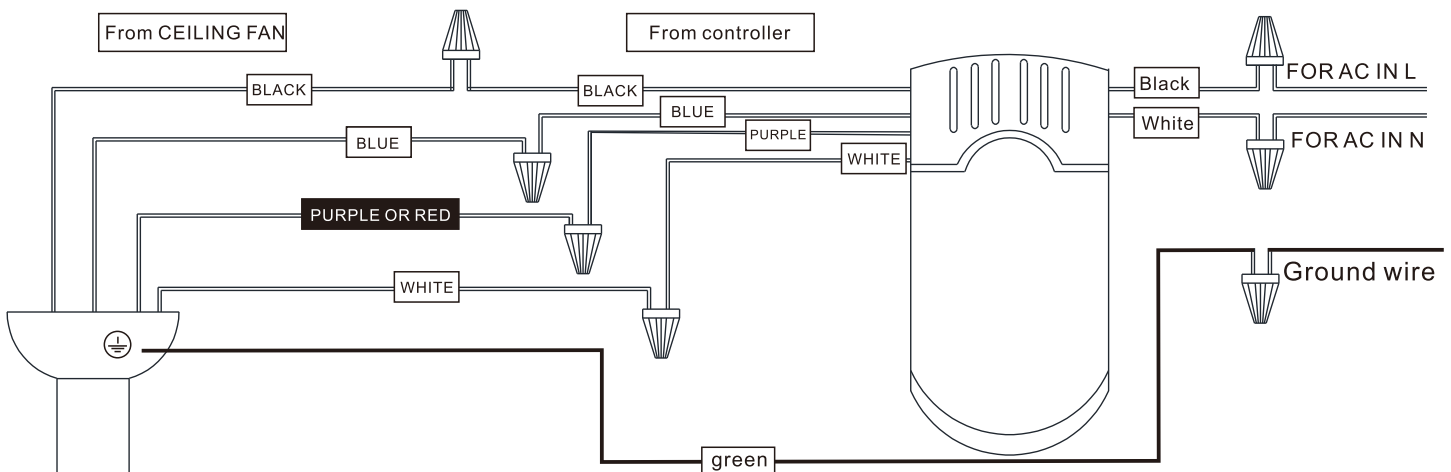 From CEILING FAN
From controller
BLACK
BLACK
Black
FOR AC IN L
BLUE
BLUE
White
PURPLE
FOR AC IN N
WHITE
PURPLE OR RED
WHITE
Ground wire
green